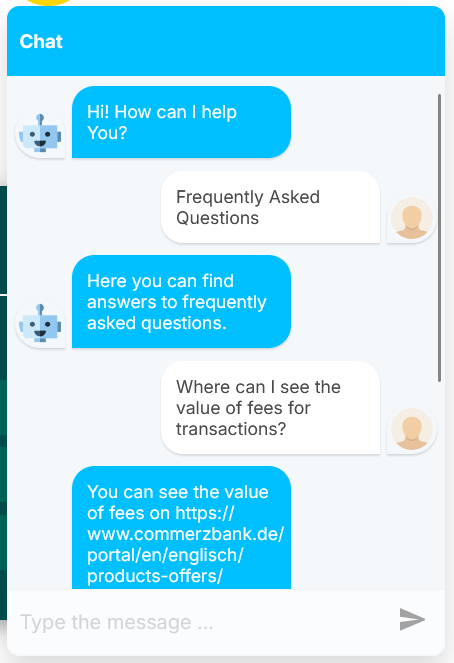 Chat
Hi! How can I help
You?
Frequently Asked
Questions
Here you can find
answers to frequently
asked questions.
Where can I see the
value of fees for
transactions?
You can see the value
of fees on https://
www.commerzbank.de/
portal/en/englisch/
products-offers/
Type the message ...